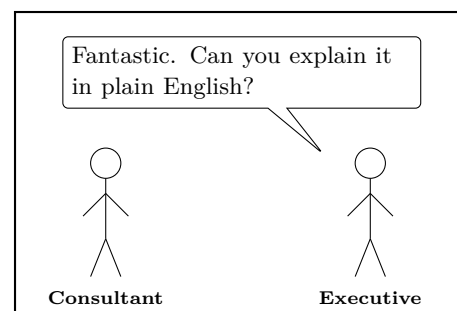 Fantastic. Can you explain it
in plain English?
Consultant
Executive